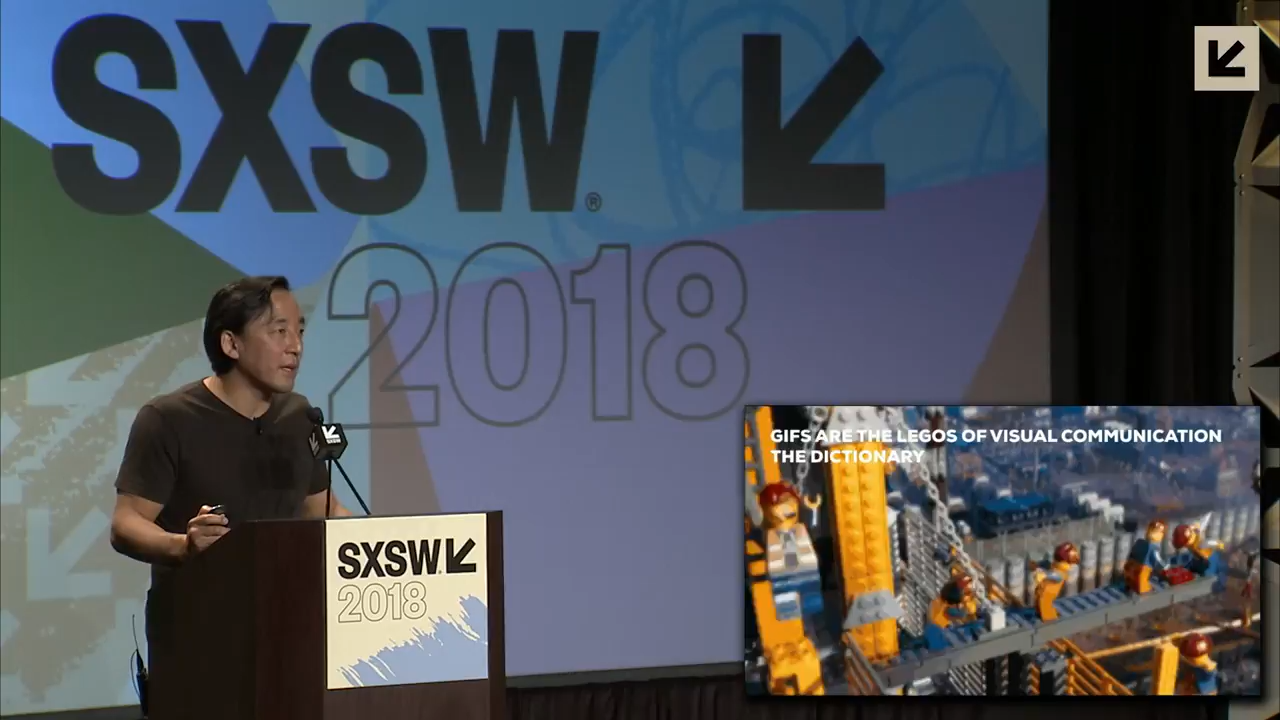 SXSW®
2018
SXSW
2018
GIFS ARE THE LEGOS OF VISUAL COMMUNICATION
THE DICTIONARY